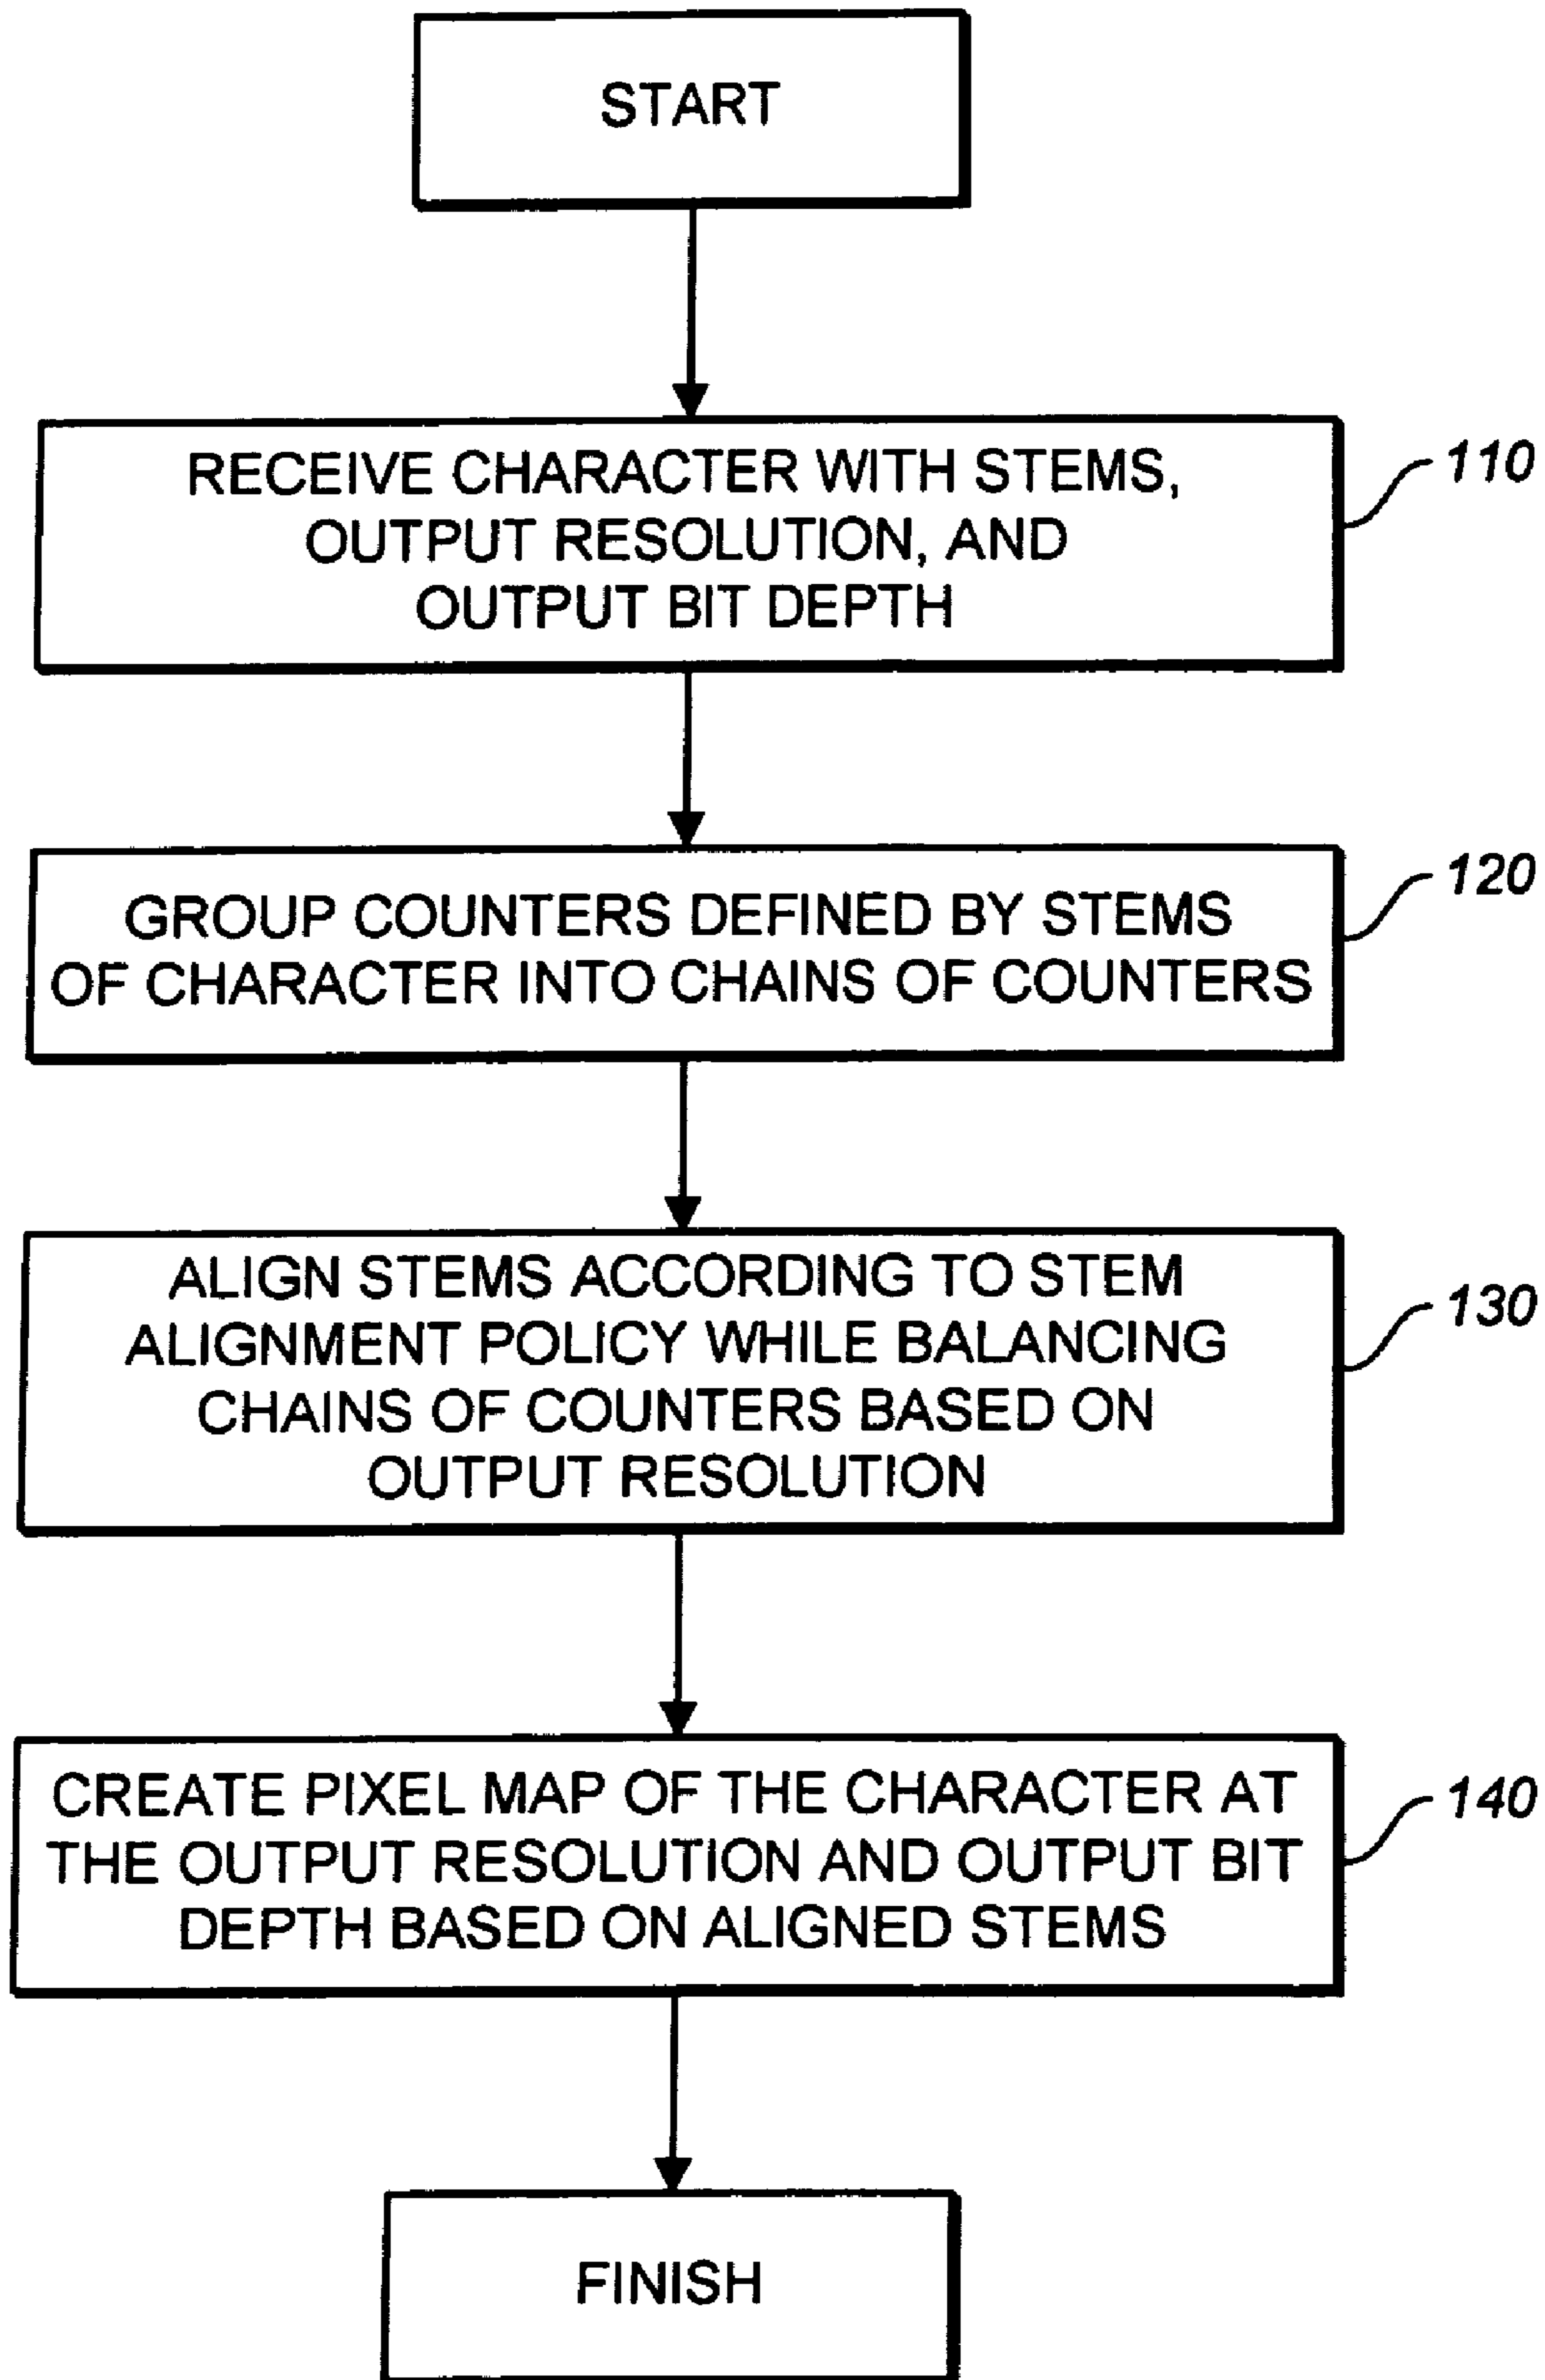 START
RECEIVE CHARACTER WITH STEMS,
OUTPUT RESOLUTION, AND
OUTPUT BIT DEPTH
110
GROUP COUNTERS DEFINED BY STEMS
OF CHARACTER INTO CHAINS OF COUNTERS
120
ALIGN STEMS ACCORDING TO STEM
ALIGNMENT POLICY WHILE BALANCING
CHAINS OF COUNTERS BASED ON
OUTPUT RESOLUTION
130
CREATE PIXEL MAP OF THE CHARACTER AT
THE OUTPUT RESOLUTION AND OUTPUT BIT
DEPTH BASED ON ALIGNED STEMS
140
FINISH